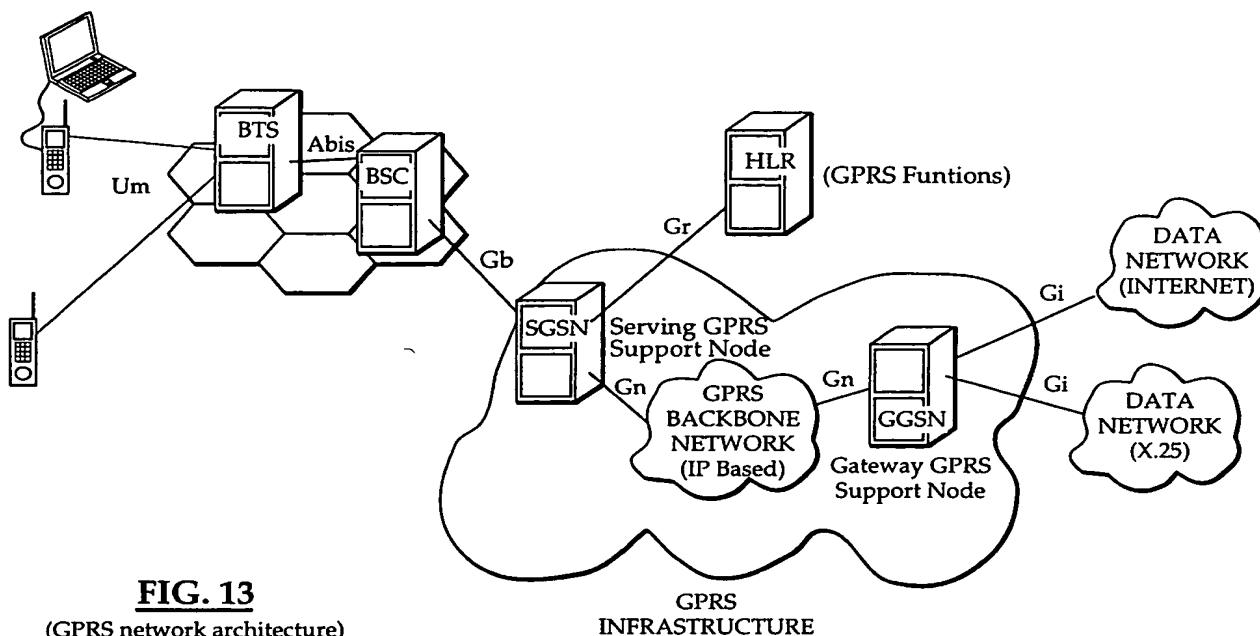 BTS
Abis
BSC
Um
HLR
(GPRS Funtions)
Gr
Gb
DATA
NETWORK
(INTERNET)
Gi
SGSN
Serving GPRS
Support Node
Gn
GPRS
BACKBONE
NETWORK
(IP Based)
Gn
GGSN
Gateway GPRS
Support Node
Gi
DATA
NETWORK
(X.25)
FIG. 13
(GPRS network architecture)
GPRS
INFRASTRUCTURE